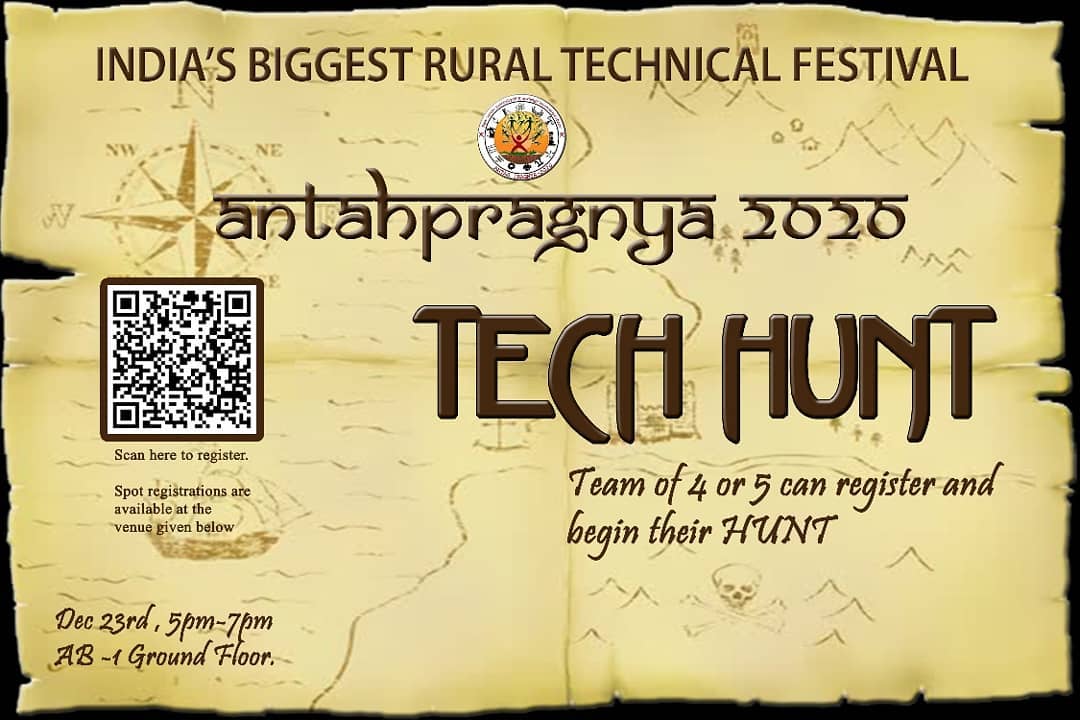 INDIA'S BIGGEST RURAL TECHNICAL FESTIVAL
N
NW
NE
W
E
antahpragnya 2020
TECH HUNT
Scan here to register.
Spot registrations are
available at the
venue given below
Team of 4 or 5 can register and
begin their HUNT
Dec 23rd , 5pm-7pm
AB -1 Ground Floor.